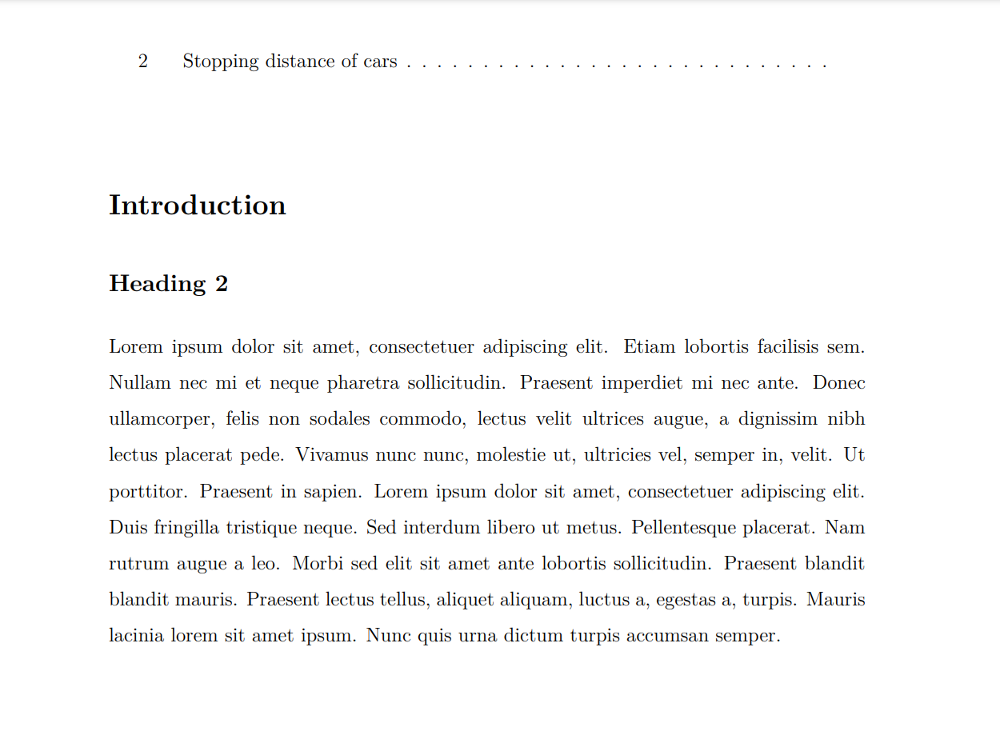 2 Stopping distance of cars . . . . . . . . . . . . . . . . . . . . . . . . . . . .
Introduction
Heading 2
Lorem ipsum dolor sit amet, consectetuer adipiscing elit. Etiam lobortis facilisis sem.
Nullam nec mi et neque pharetra sollicitudin. Praesent imperdiet mi nec ante. Donec
ullamcorper, felis non sodales commodo, lectus velit ultrices augue, a dignissim nibh
lectus placerat pede. Vivamus nunc nunc, molestie ut, ultricies vel, semper in, velit. Ut
porttitor. Praesent in sapien. Lorem ipsum dolor sit amet, consectetuer adipiscing elit.
Duis fringilla tristique neque. Sed interdum libero ut metus. Pellentesque placerat. Nam
rutrum augue a leo. Morbi sed elit sit amet ante lobortis sollicitudin. Praesent blandit
blandit mauris. Praesent lectus tellus, aliquet aliquam, luctus a, egestas a, turpis. Mauris
lacinia lorem sit amet ipsum. Nunc quis urna dictum turpis accumsan semper.